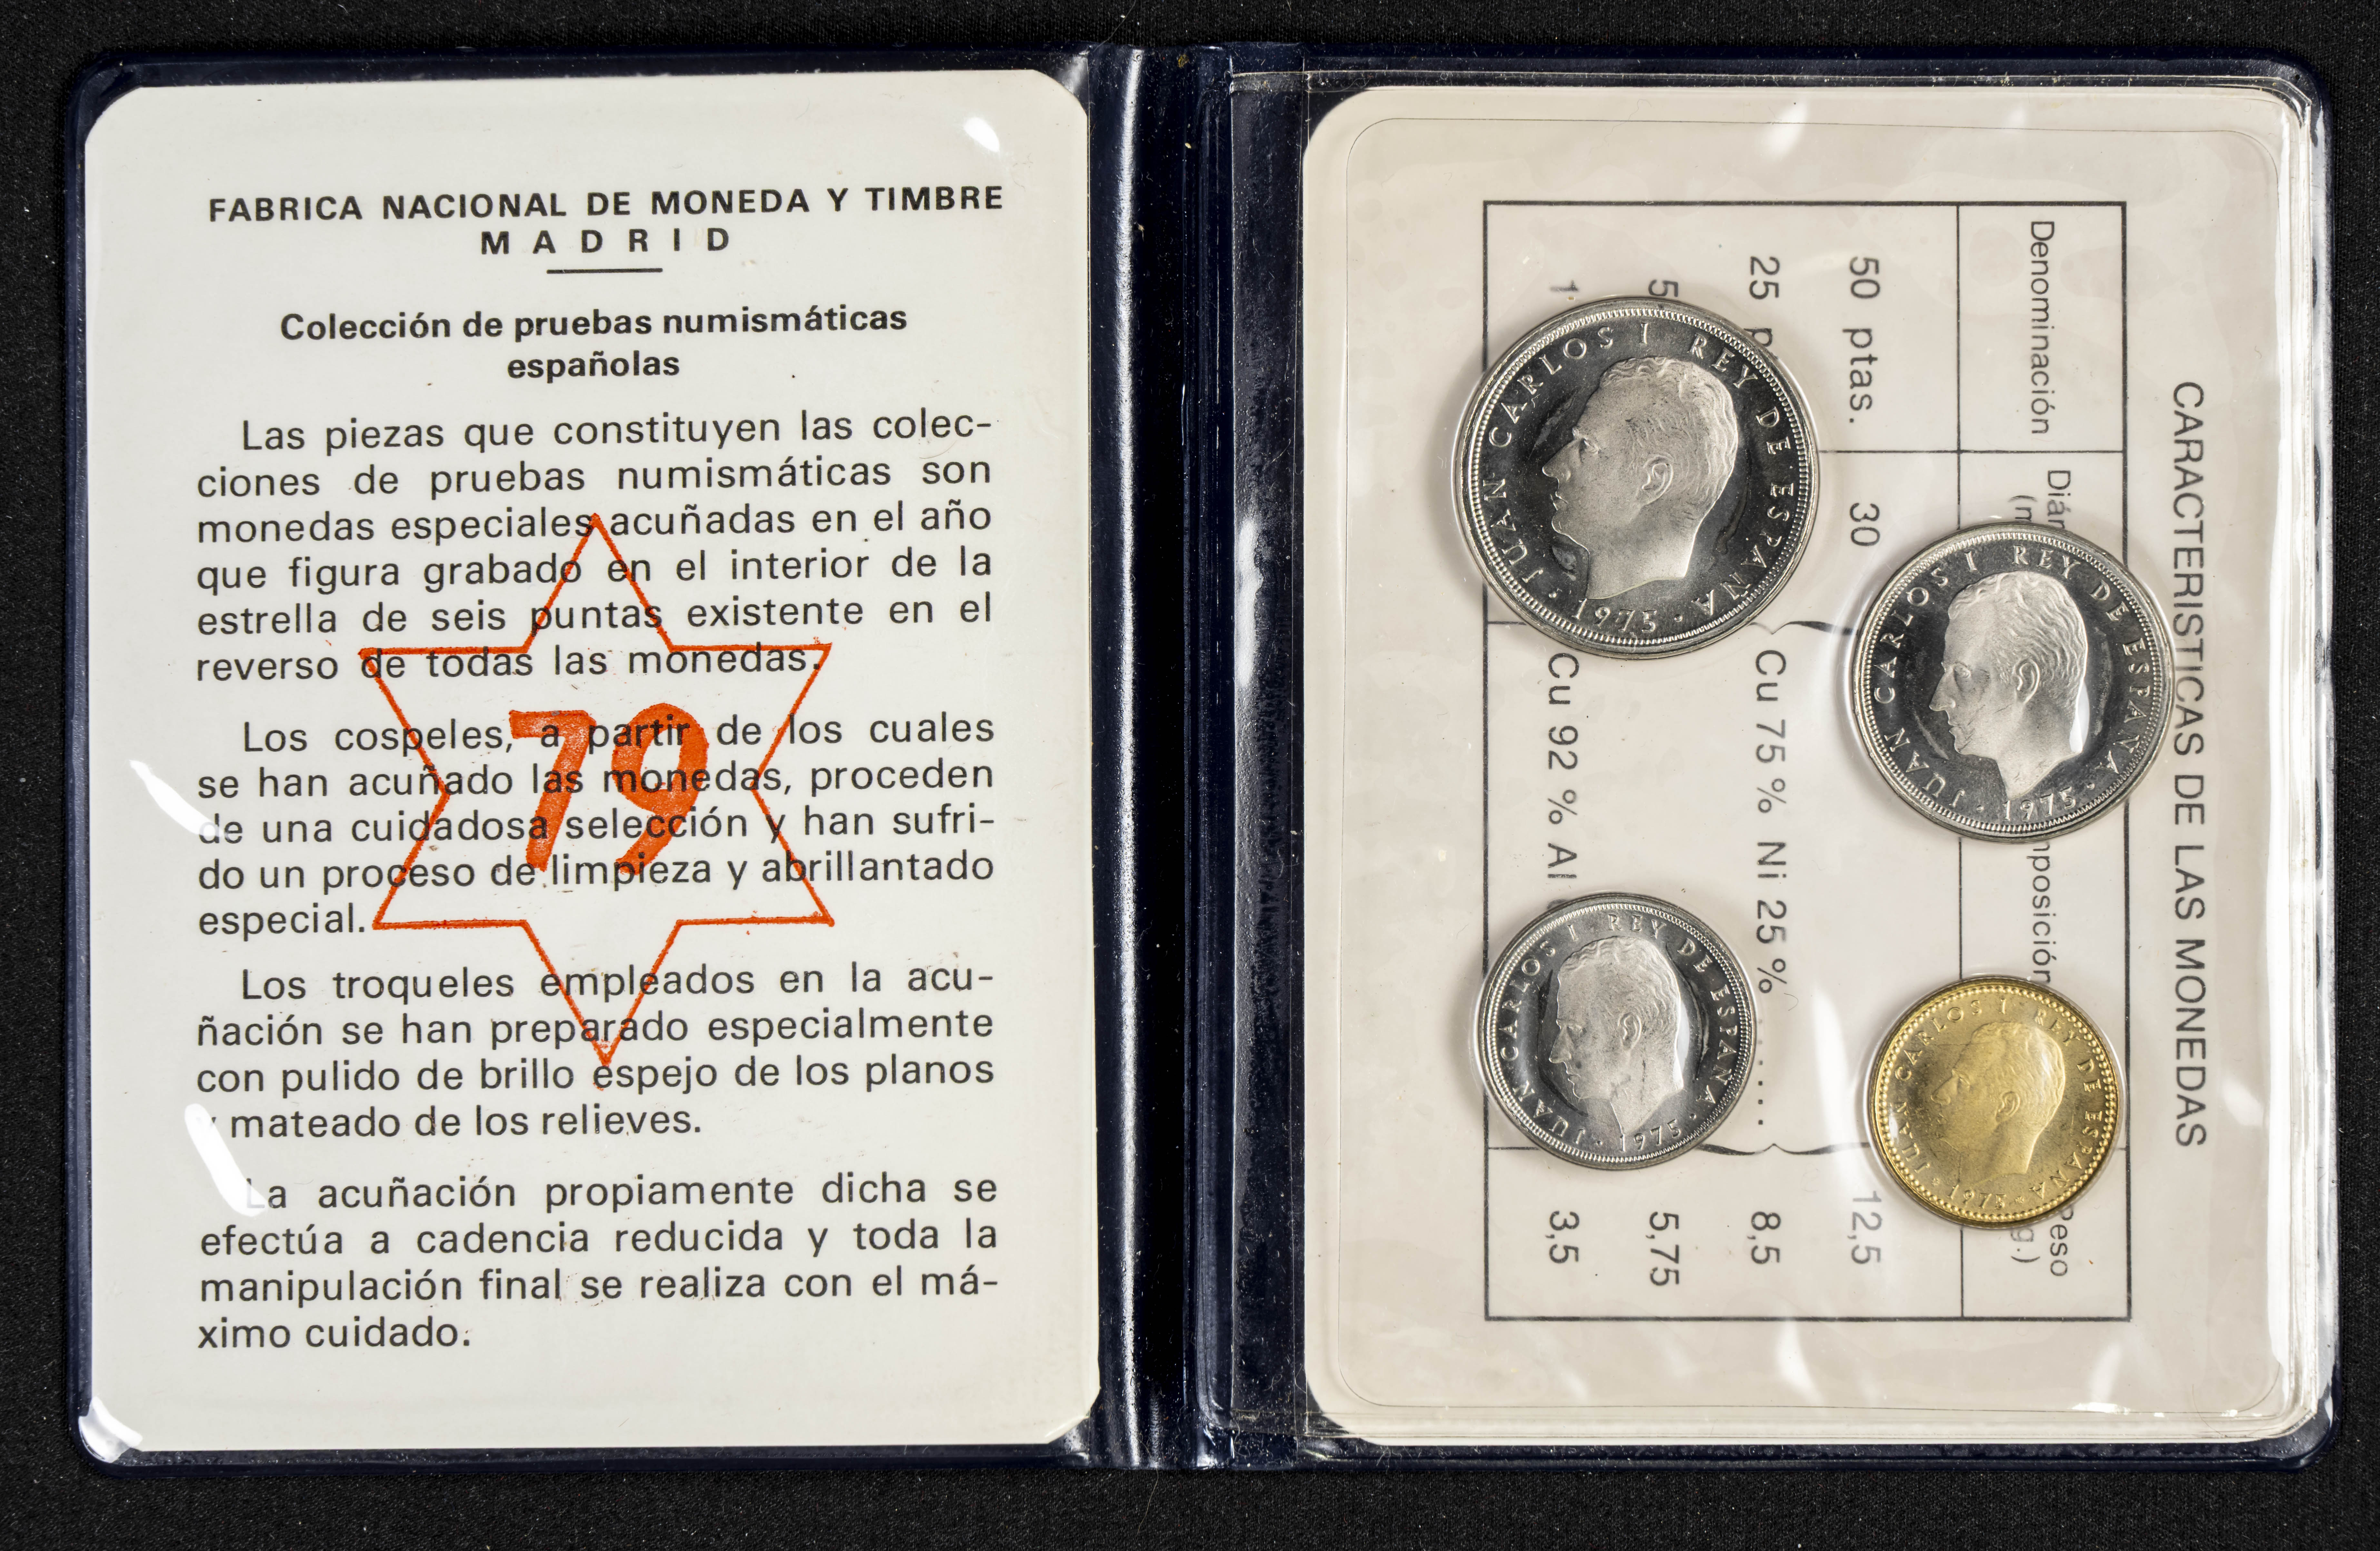 FABRICA NACIONAL DE MONEDA Y TIMBRE
MADRID
Colección de pruebas numismáticas
españolas
Las piezas que constituyen las colec-
ciones de pruebas numismáticas son
monedas especiales acuñadas en el año
que figura grabado en el interior de la
estrella de seis puntas existente en el
reverso de todas las monedas.
79
Los cospeles, a partir de los cuales
se han acuñado las monedas, proceden
de una cuidadosa selección y han sufri-
do un proceso de limpieza y abrillantado
especial.
Los troqueles empleados en la acu-
ñación se han preparado especialmente
con pulido de brillo espejo de los planos
y mateado de los relieves.
La acuñación propiamente dicha se
efectúa a cadencia reducida y toda la
manipulación final se realiza con el má-
ximo cuidado.
CARACTERISTICAS DE LAS MONEDAS
Denominación
Peso
50 ptas. 30 12,5
25 Cu 75 % Ni 25 % 8,5
5 5,75
1 Cu 92 % Al 3,5
JUAN CARLOS I REY DE ESPAÑA · 1975 ·
JUAN CARLOS I REY DE ESPAÑA · 1975 ·
JUAN CARLOS I REY DE ESPAÑA · 1975 ·
JUAN CARLOS I REY DE ESPAÑA · 1975 ·